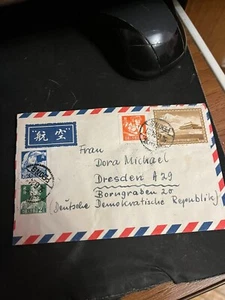 "航空"
Frau
Dora Michael
Dresden A 29
Borngraben 20
(Deutsche Demokratische Republik)